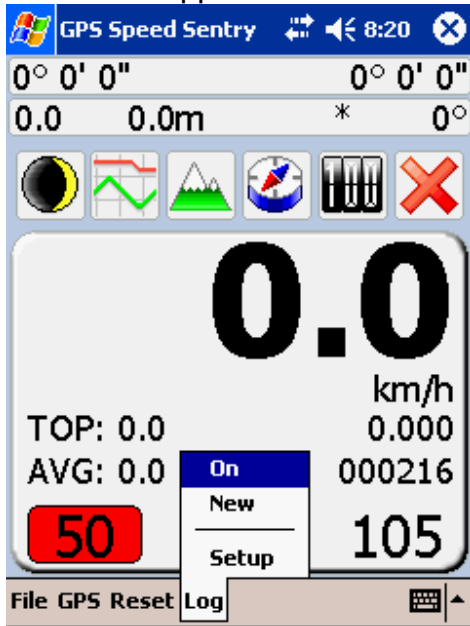 GPS Speed Sentry 8:20
0° 0' 0" 0° 0' 0"
0.0 0.0m * 0°
100
0.0
km/h
TOP: 0.0 0.000
AVG: 0.0 000216
50 105
On
New
Setup
File GPS Reset Log